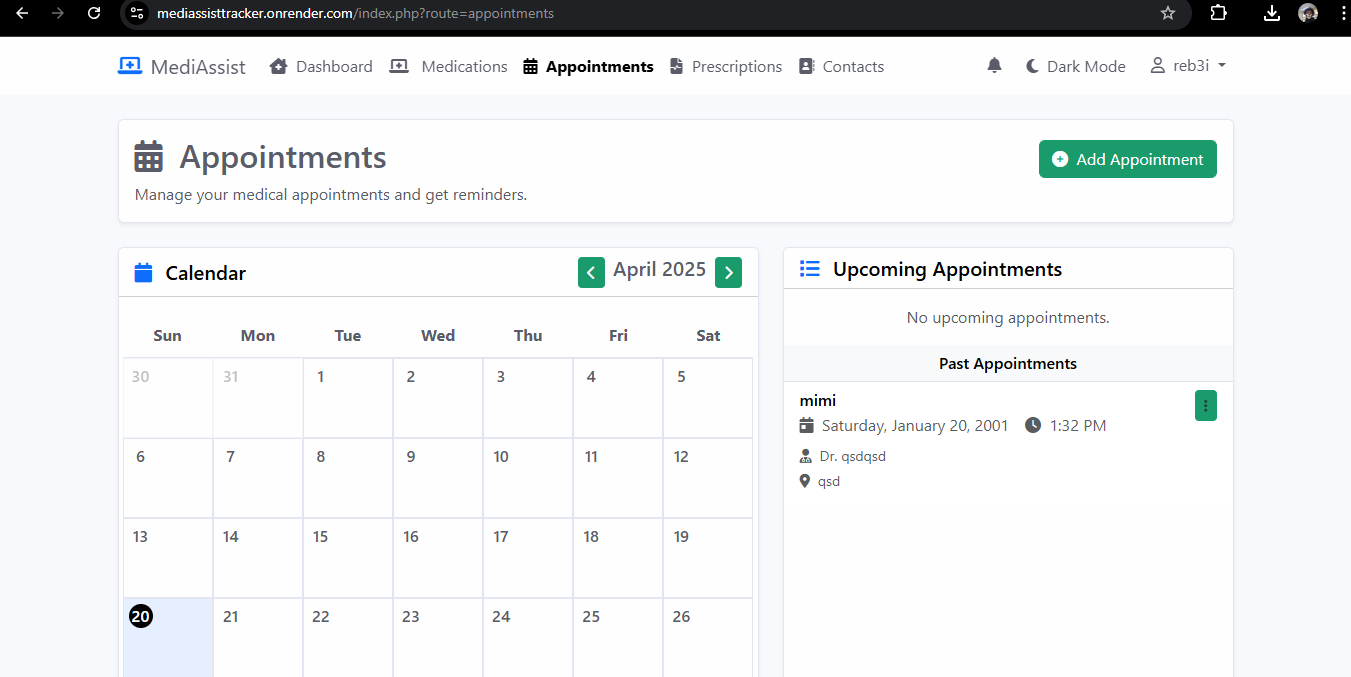 mediassisttracker.onrender.com/index.php?route=appointments
MediAssist Dashboard Medications Appointments Prescriptions Contacts Dark Mode reb3i
Appointments
Add Appointment
Manage your medical appointments and get reminders.
Calendar April 2025
Sun Mon Tue Wed Thu Fri Sat
30 31 1 2 3 4 5
6 7 8 9 10 11 12
13 14 15 16 17 18 19
20 21 22 23 24 25 26
Upcoming Appointments
No upcoming appointments.
Past Appointments
mimi
Saturday, January 20, 2001 1:32 PM
Dr. qsdqsd
qsd